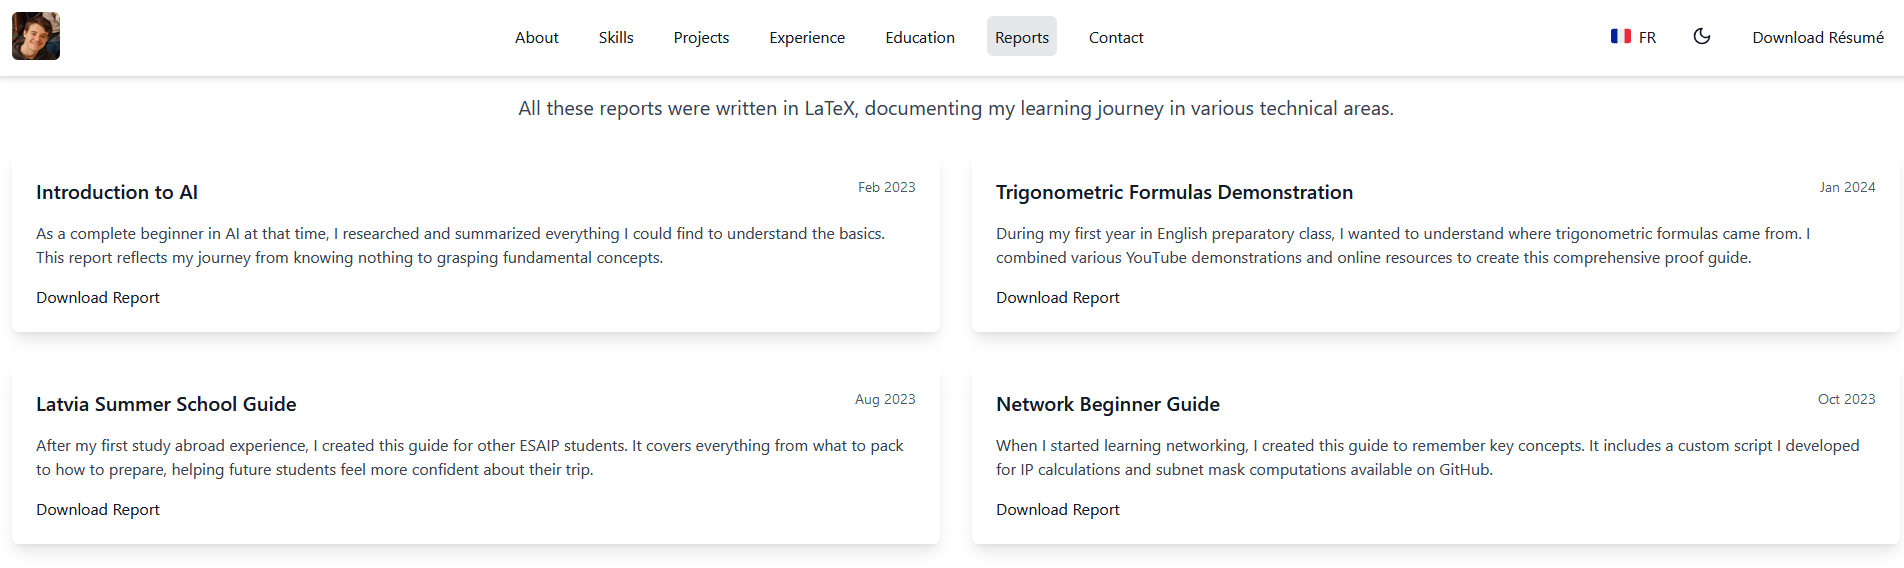 About
Skills
Projects
Experience
Education
Reports
Contact
FR
Download Résumé
All these reports were written in LaTeX, documenting my learning journey in various technical areas.
Introduction to AI
Feb 2023
As a complete beginner in AI at that time, I researched and summarized everything I could find to understand the basics.
This report reflects my journey from knowing nothing to grasping fundamental concepts.
Download Report
Trigonometric Formulas Demonstration
Jan 2024
During my first year in English preparatory class, I wanted to understand where trigonometric formulas came from. I
combined various YouTube demonstrations and online resources to create this comprehensive proof guide.
Download Report
Latvia Summer School Guide
Aug 2023
After my first study abroad experience, I created this guide for other ESAIP students. It covers everything from what to pack
to how to prepare, helping future students feel more confident about their trip.
Download Report
Network Beginner Guide
Oct 2023
When I started learning networking, I created this guide to remember key concepts. It includes a custom script I developed
for IP calculations and subnet mask computations available on GitHub.
Download Report